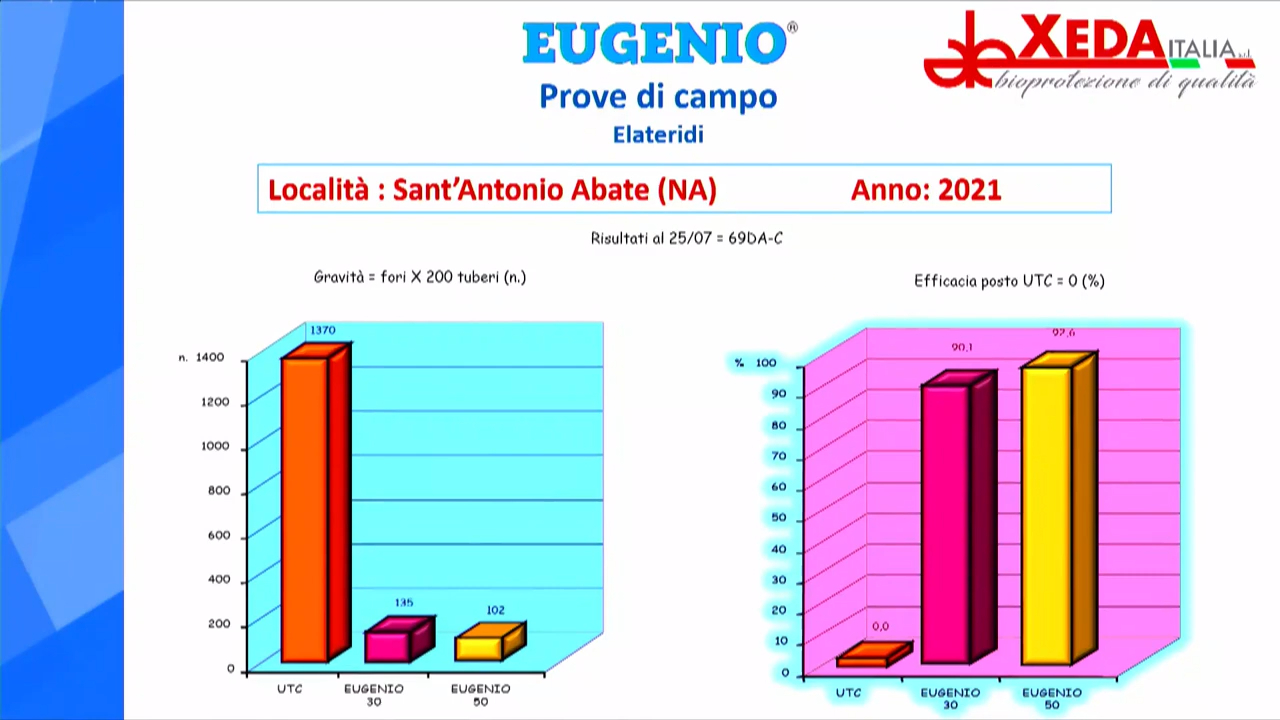 EUGENIO®
XEDA ITALIA s.r.l.
bioprotezione di qualità
Prove di campo
Elateridi
Località : Sant'Antonio Abate (NA) Anno: 2021
Risultati al 25/07 = 69DA-C
Gravità = fori X 200 tuberi (n.)
n. 1400
1200
1000
800
600
400
200
0
1370
135
102
UTC
EUGENIO 30
EUGENIO 50
Efficacia posto UTC = 0 (%)
% 100
90
80
70
60
50
40
30
20
10
0
0,0
90,1
92,6
UTC
EUGENIO 30
EUGENIO 50